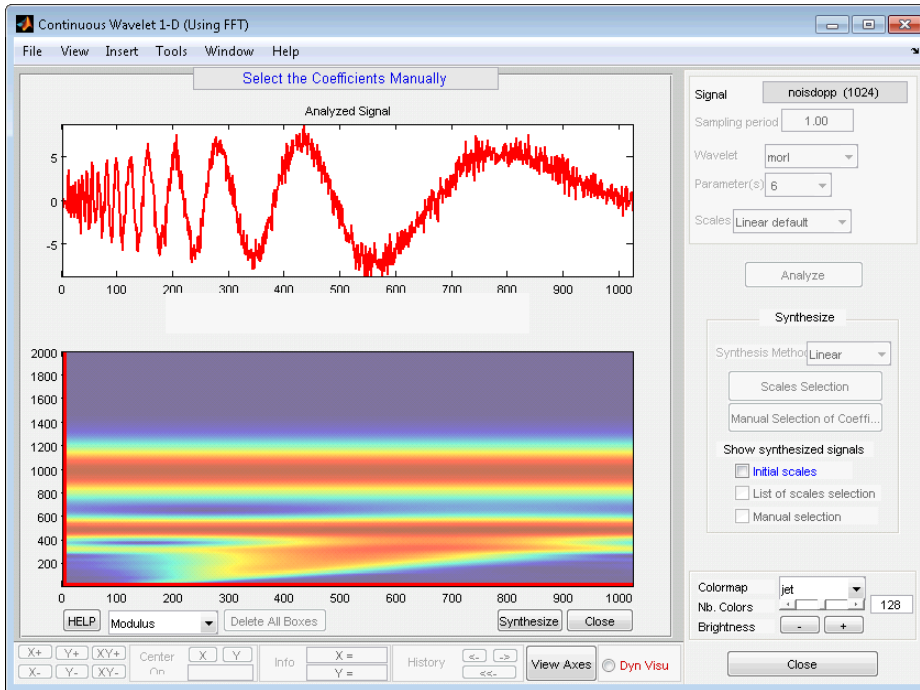 Continuous Wavelet 1-D (Using FFT)
File View Insert Tools Window Help
Select the Coefficients Manually
Analyzed Signal
5
0
-5
0 100 200 300 400 500 600 700 800 900 1000
2000
1800
1600
1400
1200
1000
800
600
400
200
0 100 200 300 400 500 600 700 800 900 1000
HELP Modulus Delete All Boxes Synthesize Close
Signal noisdopp (1024)
Sampling period 1.00
Wavelet morl
Parameter(s) 6
Scales Linear default
Analyze
Synthesize
Synthesis Method Linear
Scales Selection
Manual Selection of Coeffi...
Show synthesized signals
Initial scales
List of scales selection
Manual selection
Colormap jet
Nb. Colors 128
Brightness - +
Close
X+ Y+ XY+
X- Y- XY-
Center On X Y
Info X =
Y =
History <- ->
<<-
View Axes
Dyn Visu